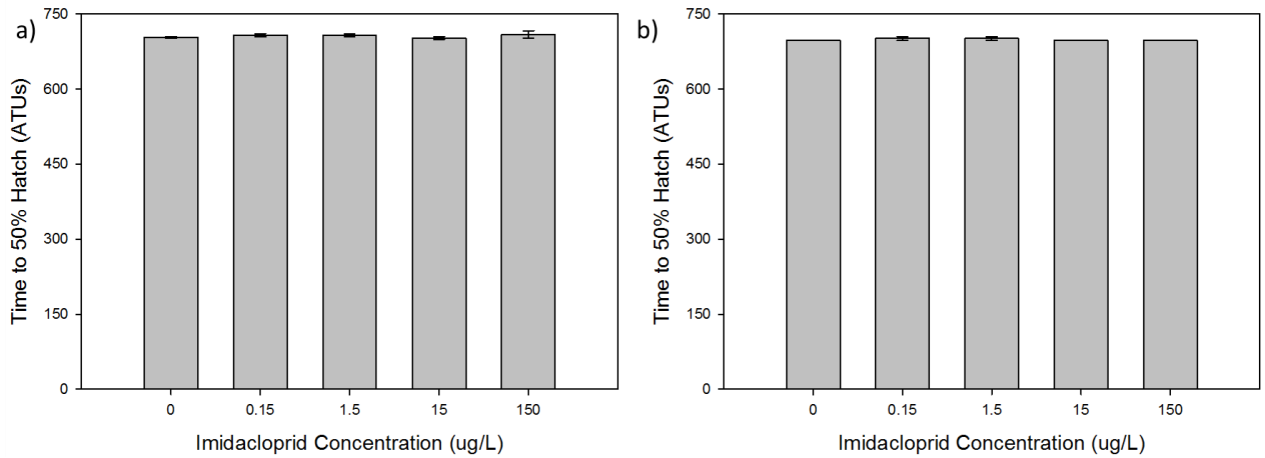 a)
Time to 50% Hatch (ATUs)
750
600
450
300
150
0
0 0.15 1.5 15 150
Imidacloprid Concentration (ug/L)
b)
Time to 50% Hatch (ATUs)
750
600
450
300
150
0
0 0.15 1.5 15 150
Imidacloprid Concentration (ug/L)